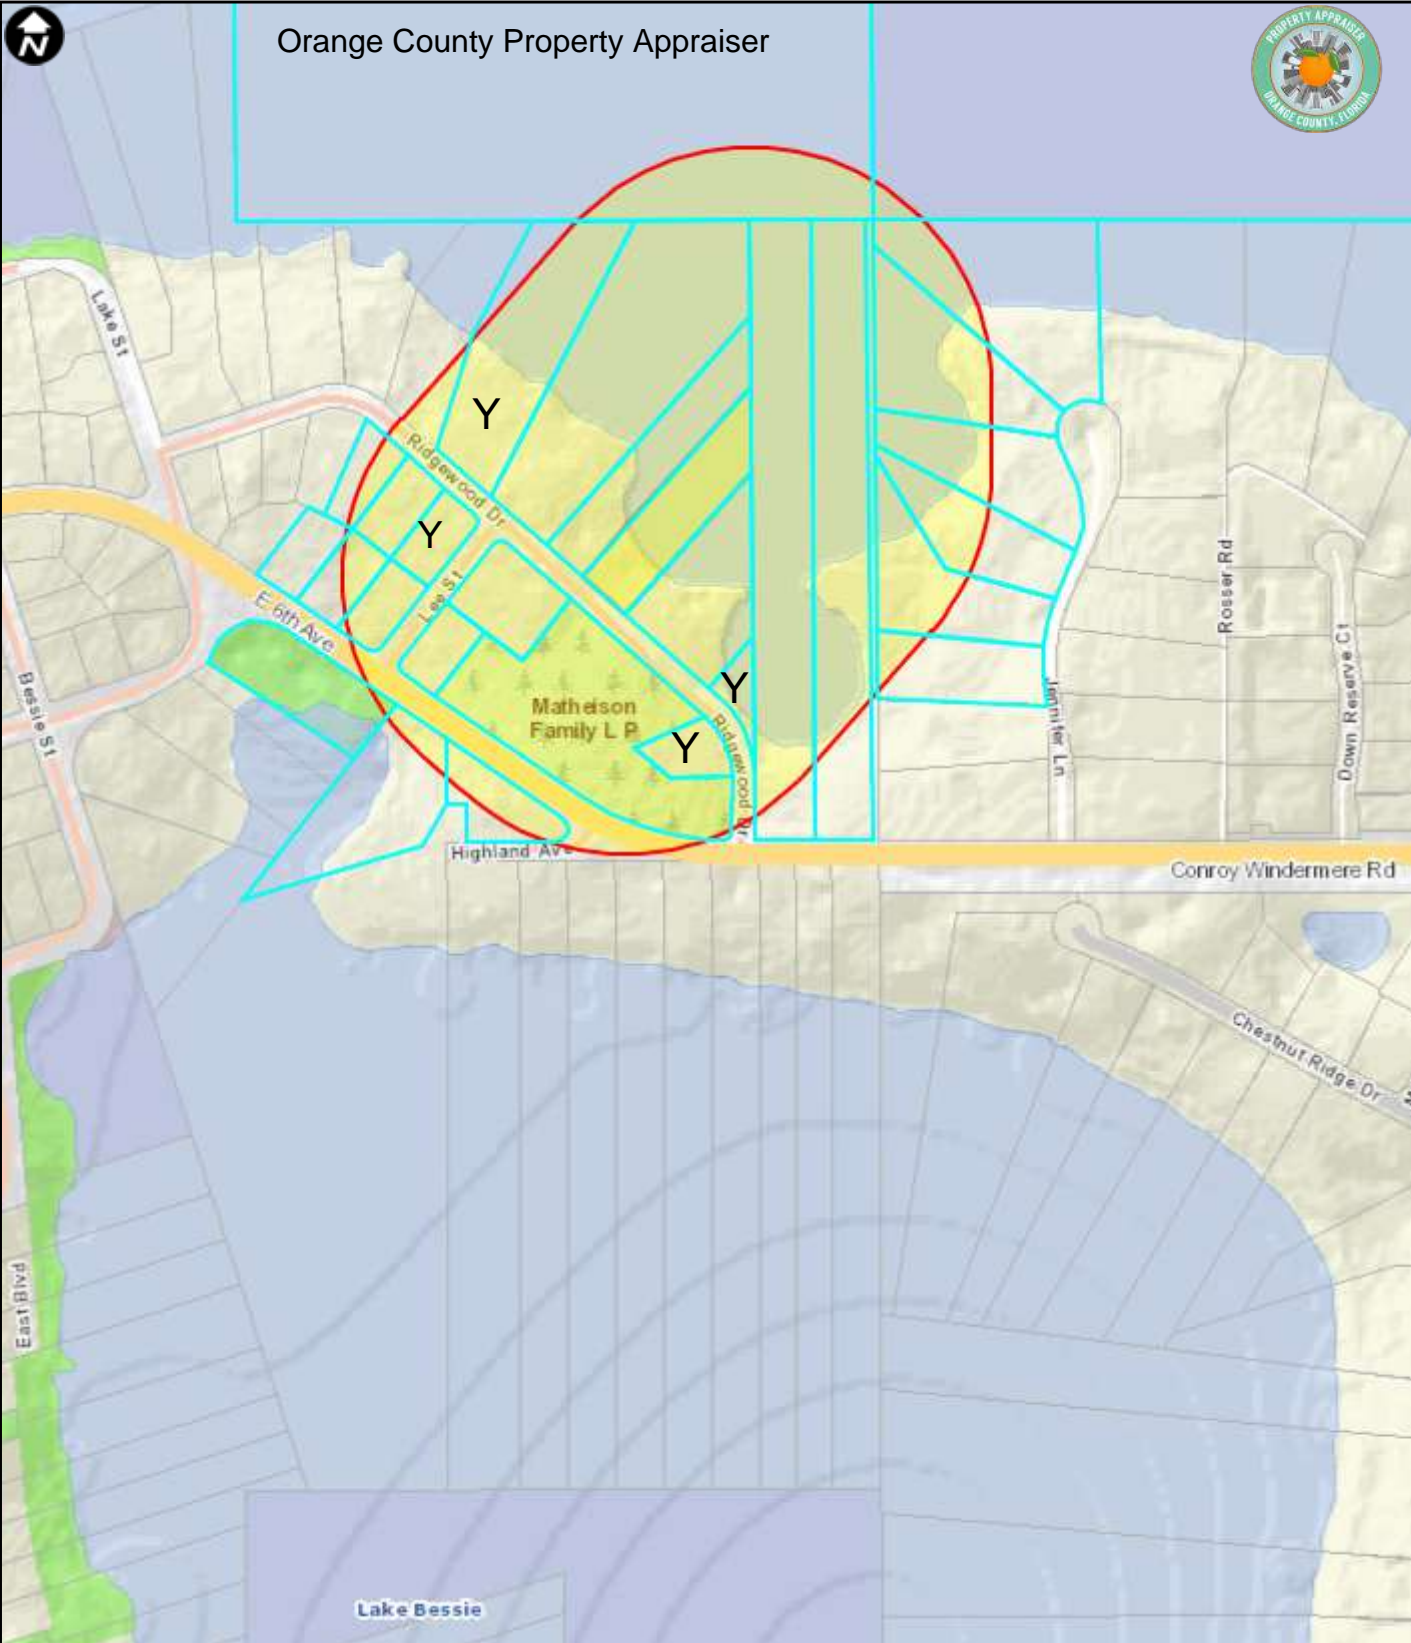 N
Orange County Property Appraiser
PROPERTY APPRAISER
ORANGE COUNTY, FLORIDA
Lake St
Y
Ridgewood Dr
Y
Lee St
E 6th Ave
Rosser Rd
Down Reserve Ct
Bessie St
Matheison
Family L P
Y
Y
Ridgewood Dr
Jennifer Ln
Highland Ave
Conroy Windermere Rd
Chestnut Ridge Dr
East Blvd
Lake Bessie